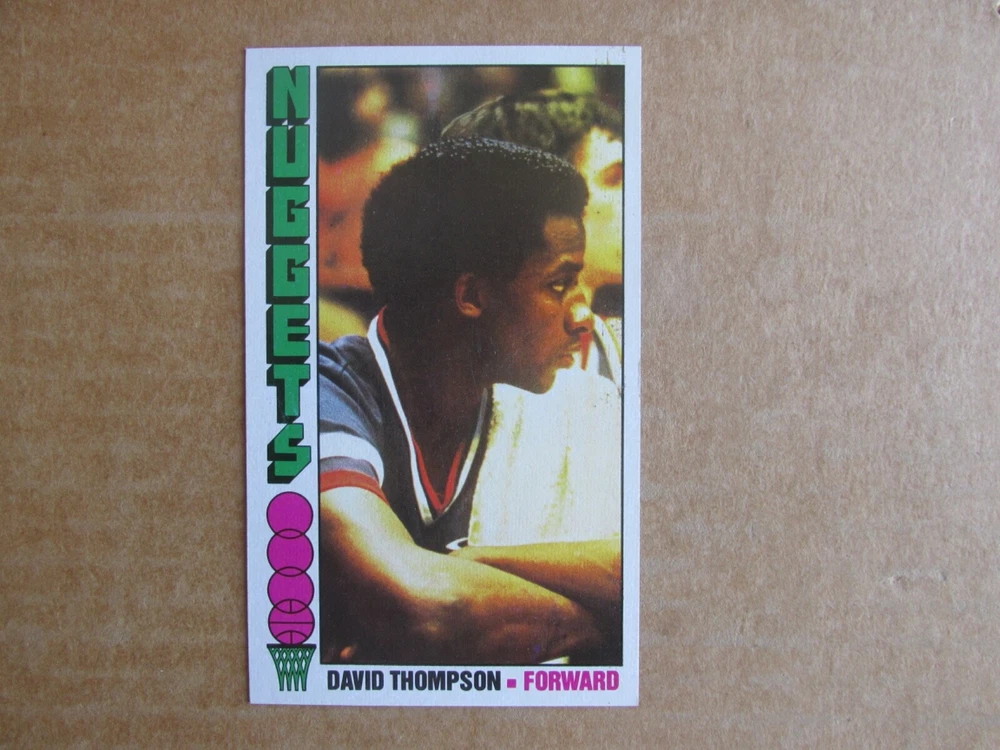 NUGGETS
DAVID THOMPSON ▪ FORWARD